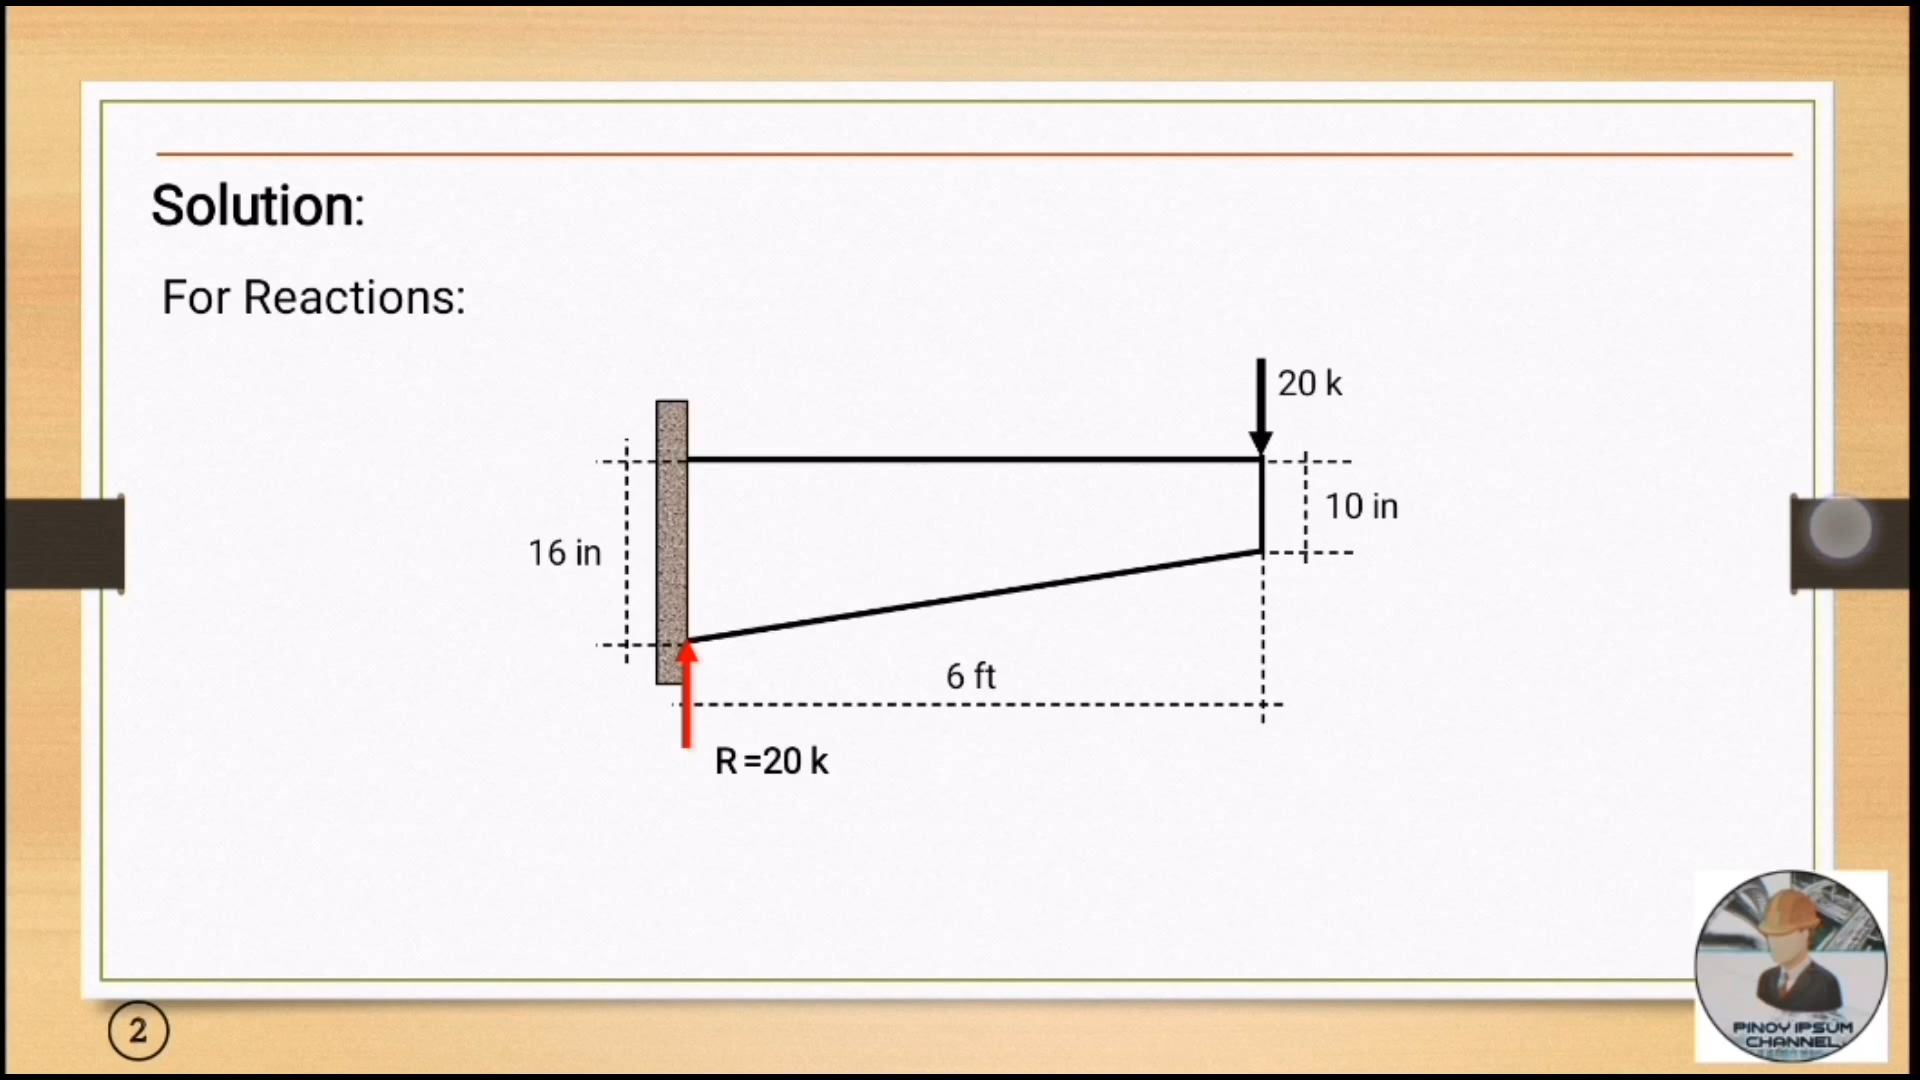 Solution:
For Reactions:
20 k
10 in
16 in
6 ft
R=20 k
2
PINOY IPSUM
CHANNEL